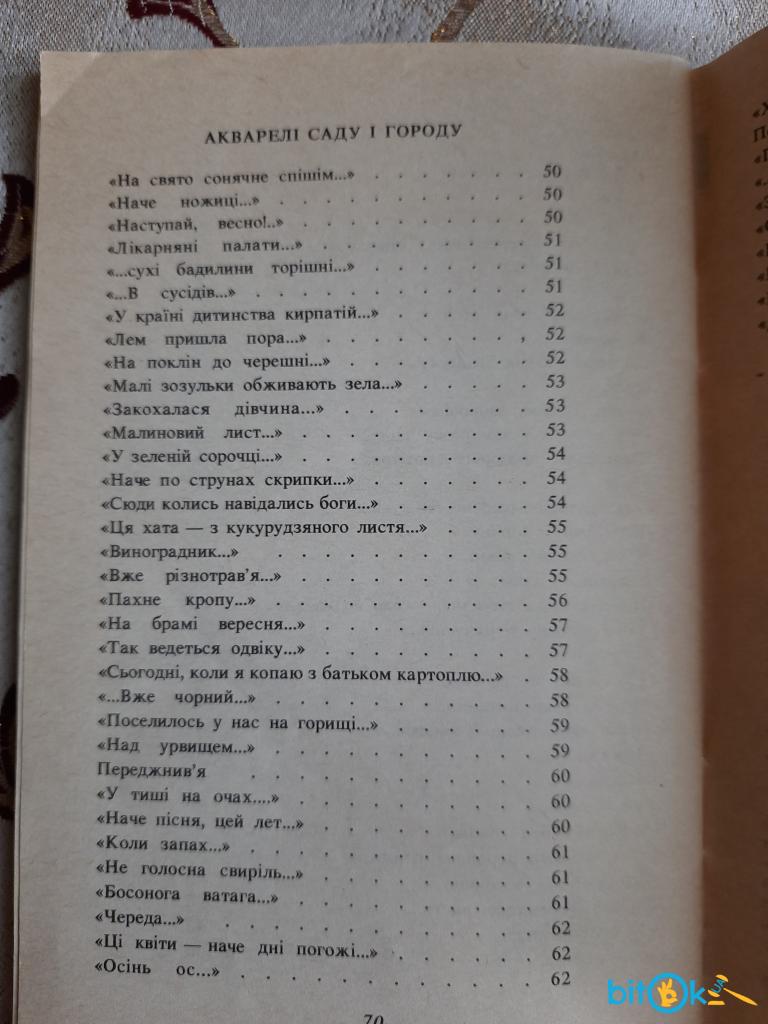 АКВАРЕЛІ САДУ І ГОРОДУ
«На свято сонячне спішім...» . . . . . . . 50
«Наче ножиці...» . . . . . . . . . . 50
«Наступай, весно!..» . . . . . . . . . 50
«Лікарняні палати...» . . . . . . . . 51
«...сухі бадилини торішні...» . . . . . . . 51
«...В сусідів...» . . . . . . . . . . 51
«У країні дитинства кирпатій...» . . . . . . 52
«Лем пришла пора...» . . . . . . . . , 52
«На поклін до черешні...» . . . . . . . . 52
«Малі зозульки обживають зела...» . . . . . 53
«Закохалася дівчина...» . . . . . . . . 53
«Малиновий лист...» . . . . . . . . . 53
«У зеленій сорочці...» . . . . . . . . . 54
«Наче по струнах скрипки...» . . . . . . . 54
«Сюди колись навідались боги...» . . . . . . 54
«Ця хата — з кукурудзяного листя...» . . . . 55
«Виноградник...» . . . . . . . . . 55
«Вже різнотрав'я...» . . . . . . . . . 55
«Пахне кропу...» . . . . . . . . . . 56
«На брамі вересня...» . . . . . . . . 57
«Так ведеться одвіку...» . . . . . . . . 57
«Сьогодні, коли я копаю з батьком картоплю...» . 58
«...Вже чорний...» . . . . . . . . . . 58
«Поселилось у нас на горищі...» . . . . . . 59
«Над урвищем...» . . . . . . . . . . 59
Переджнив'я . . . . . . . . . . 60
«У тиші на очах....» . . . . . . . . . 60
«Наче пісня, цей лет...» . . . . . . . . 60
«Коли запах...» . . . . . . . . . . 61
«Не голосна свиріль...» . . . . . . . . 61
«Босонога ватага...» . . . . . . . . . 61
«Череда...» . . . . . . . . . . . 62
«Ці квіти — наче дні погожі...» . . . . . . 62
«Осінь ос...» . . . . . . . . . . 62
70
bitOk UA